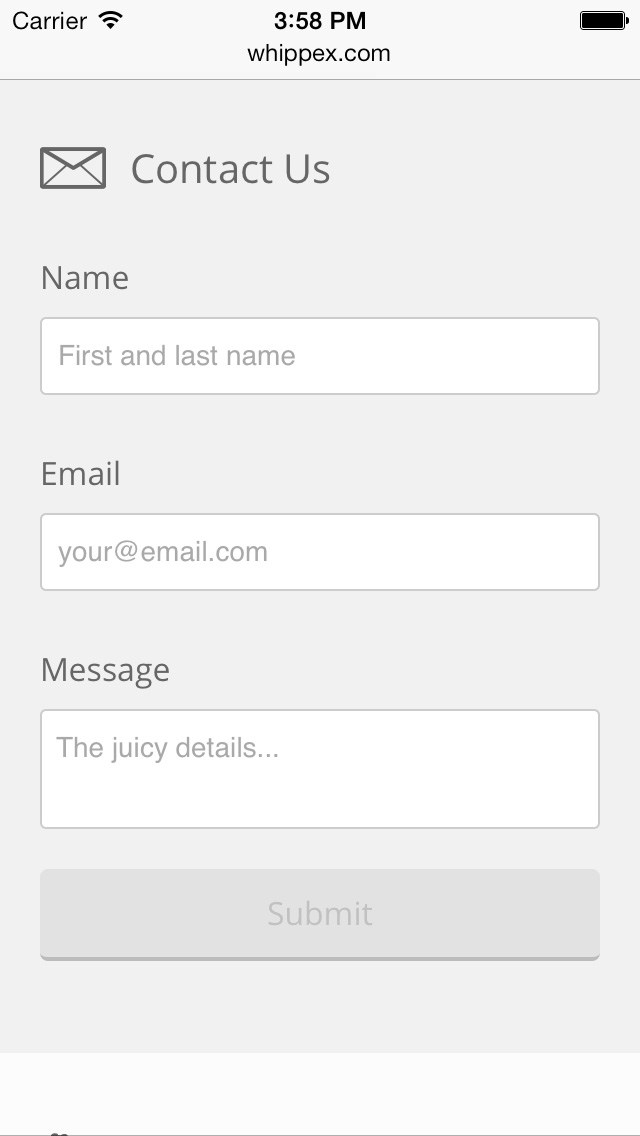 Carrier 3:58 PM
whippex.com
Contact Us
Name
First and last name
Email
your@email.com
Message
The juicy details...
Submit